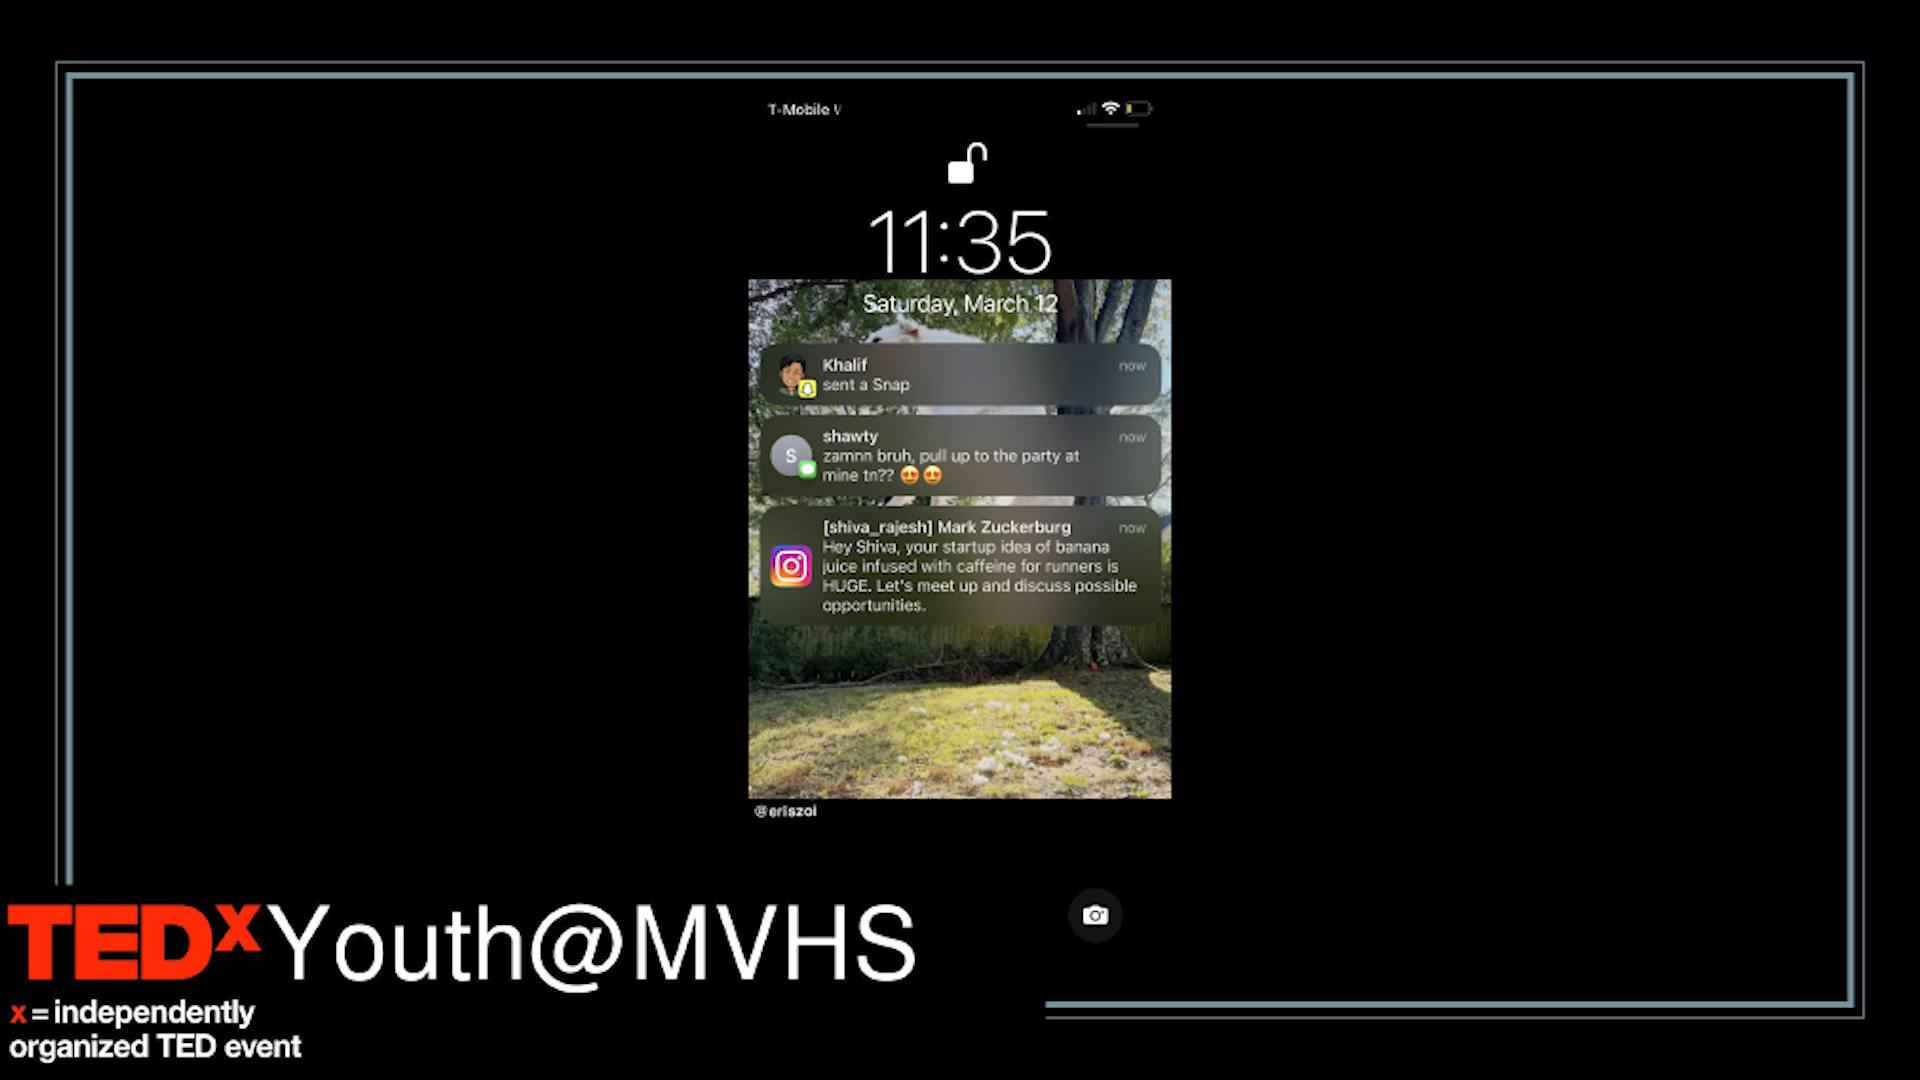 T-Mobile
11:35
Saturday, March 12
Khalif
now
sent a Snap
shawty
now
S
zamnn bruh, pull up to the party at
mine tn?? 😍😍
[shiva_rajesh] Mark Zuckerburg
now
Hey Shiva, your startup idea of banana
juice infused with caffeine for runners is
HUGE. Let's meet up and discuss possible
opportunities.
@eriszoi
TEDxYouth@MVHS
x = independently
organized TED event